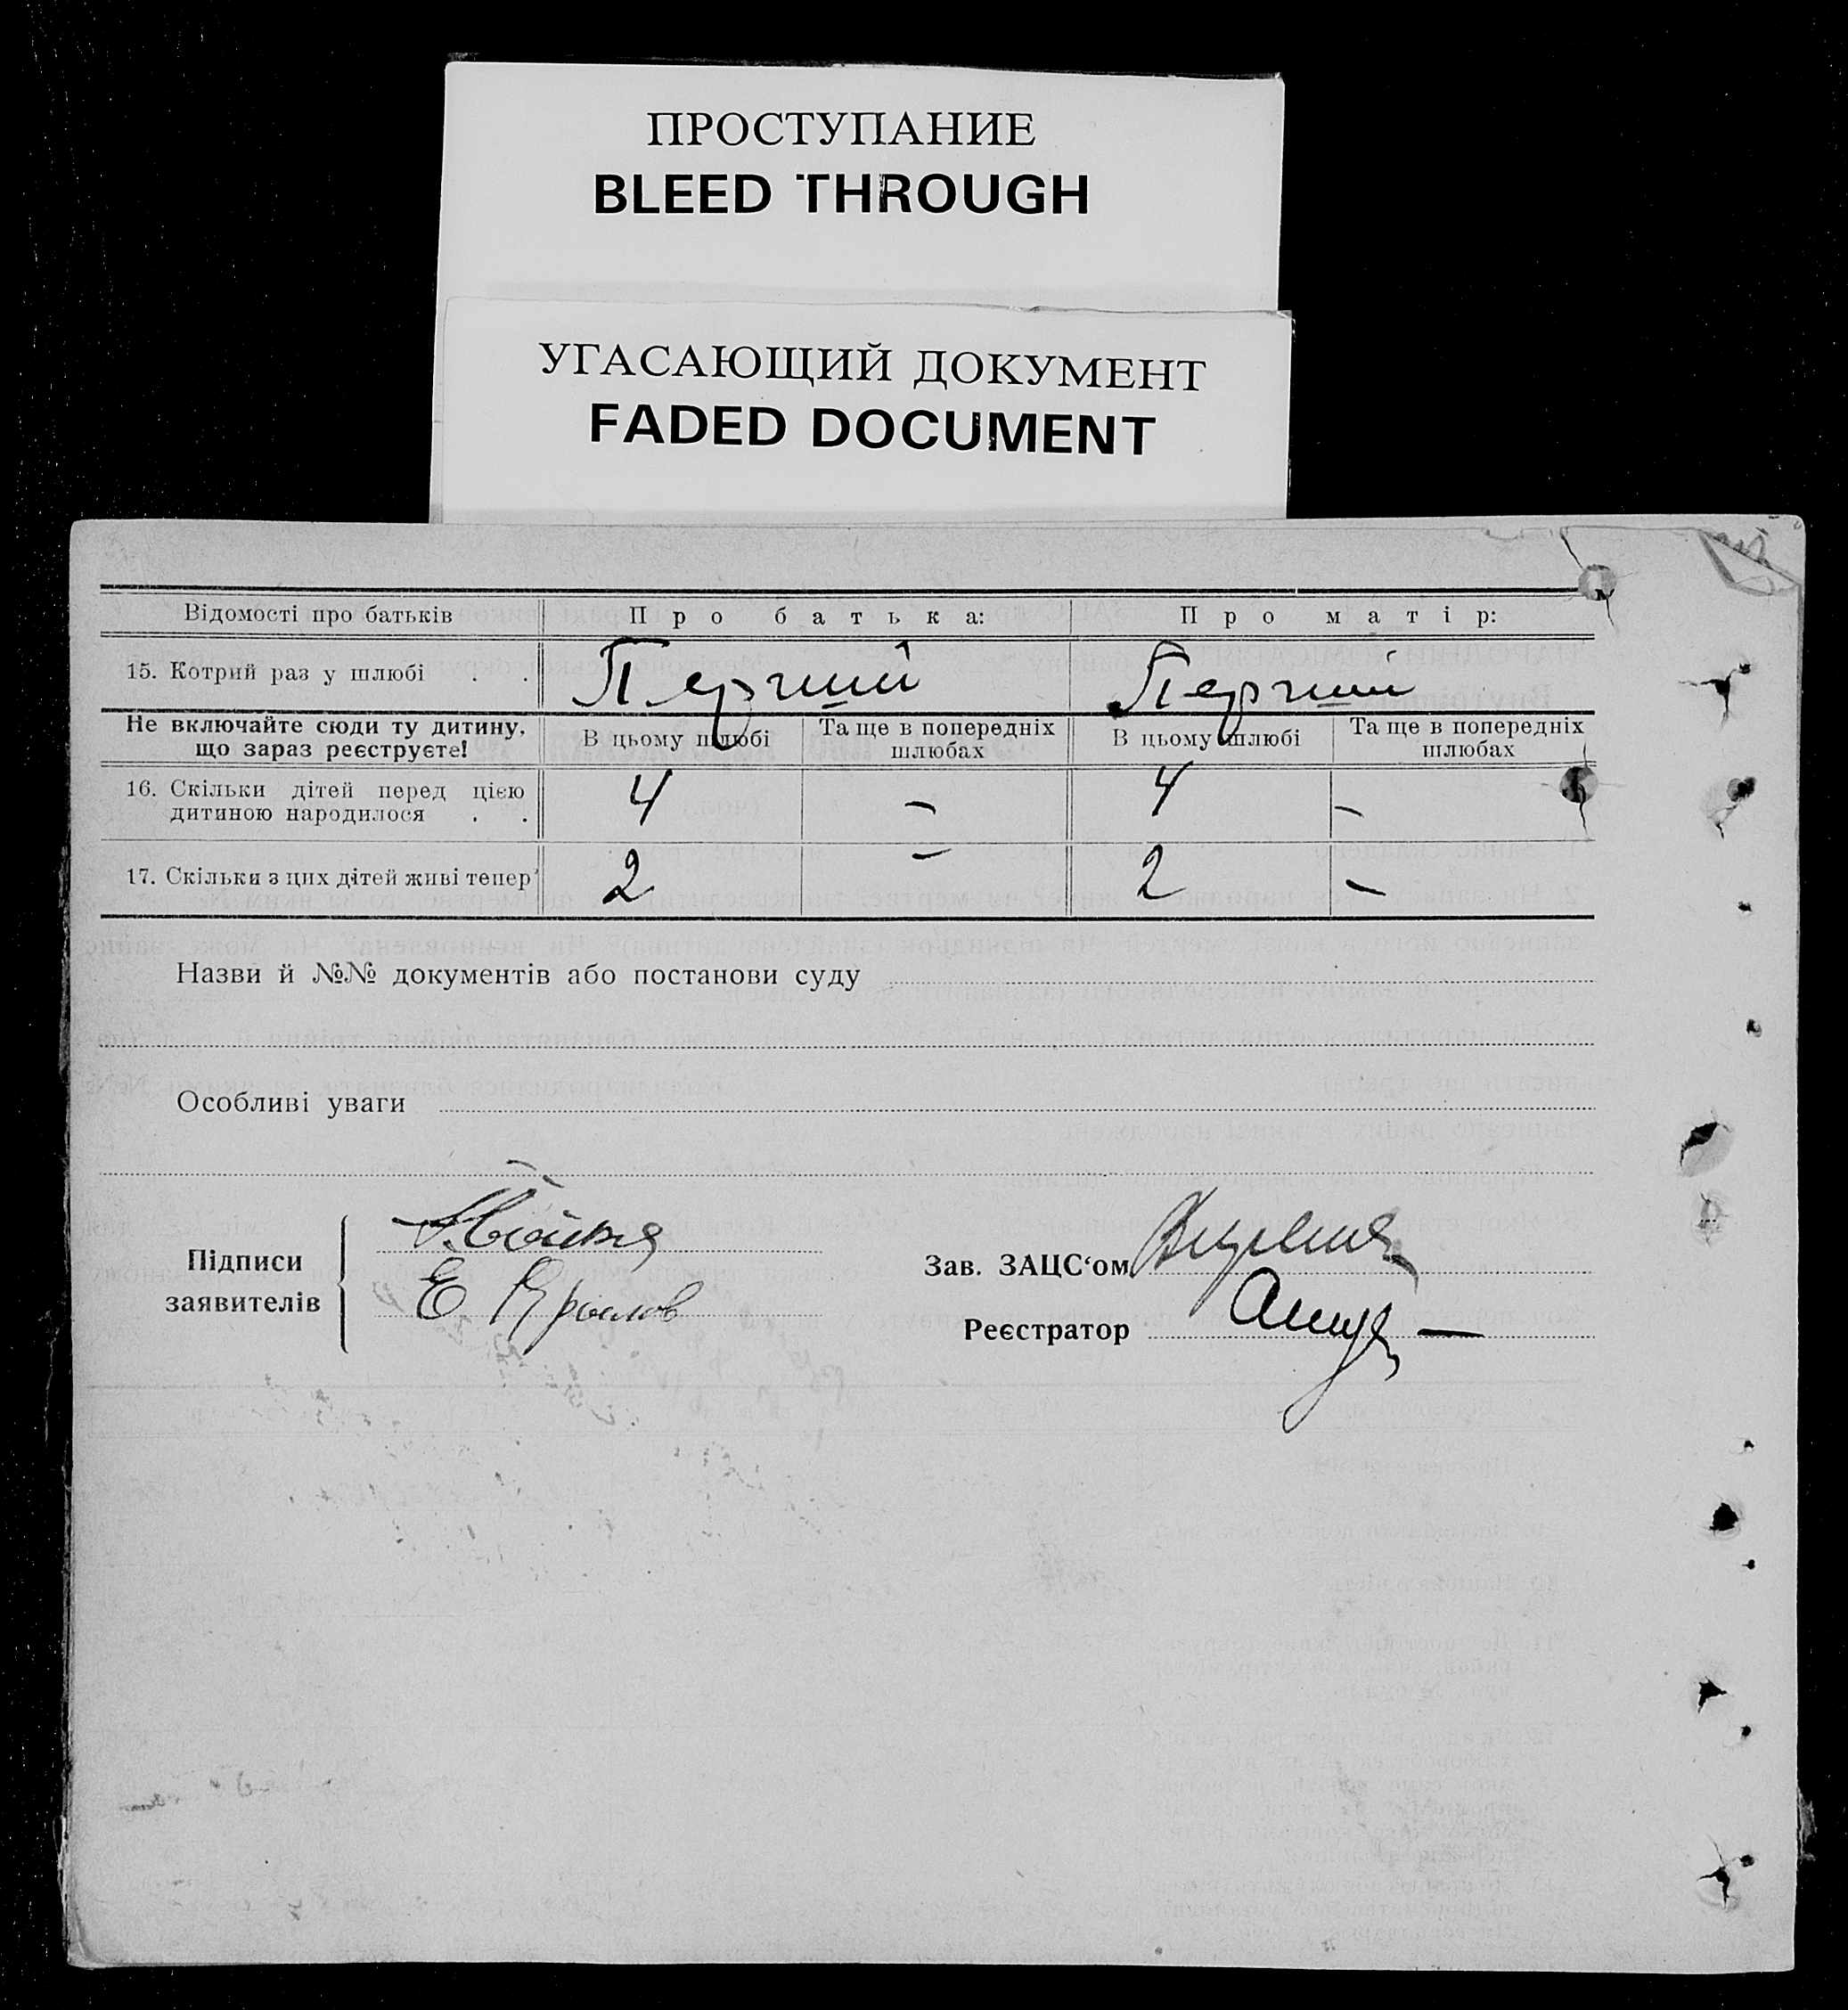 ПРОСТУПАНИЕ
BLEED THROUGH
УГАСАЮЩИЙ ДОКУМЕНТ
FADED DOCUMENT
Відомості про батьків Про батька: Про матір:
15. Котрий раз у шлюбі . . Перший Перший
Не включайте сюди ту дитину, що зараз реєструєте! В цьому шлюбі Та ще в попередніх шлюбах В цьому шлюбі Та ще в попередніх шлюбах
16. Скільки дітей перед цією
дитиною народилося . . 4 – 4 –
17. Скільки з цих дітей живі тепер 2 – 2 –
Назви й №№ документів або постанови суду
Особливі уваги
Підписи
заявителів
Е
Зав. ЗАЦС‘ом
Реєстратор